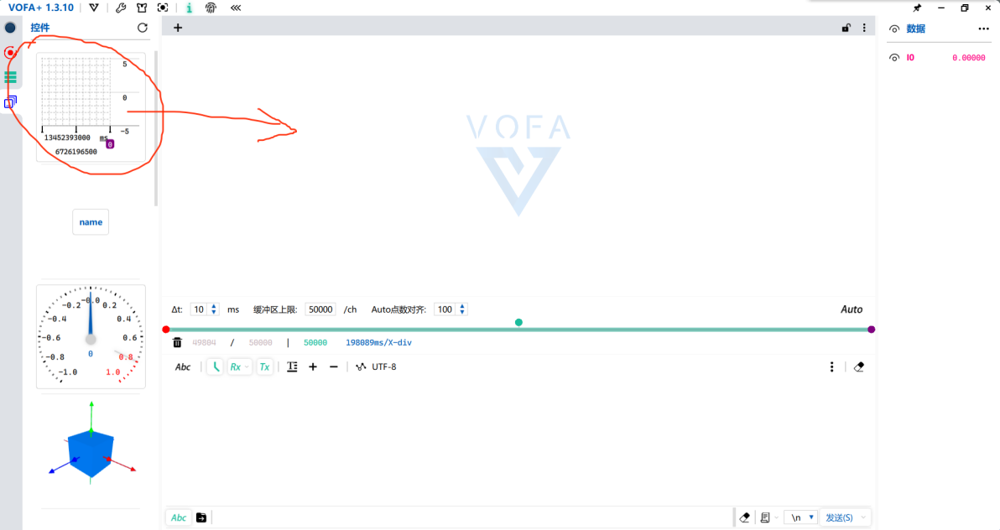 VOFA+ 1.3.10
控件
数据
I0 0.00000
5
0
-5
13452393000 ms
0
6726196500
VOFA
name
-0.0
-0.2 0.2
-0.4 0.4
-0.6 0.6
0
-0.8 0.8
-1.0 1.0
Δt: 10 ms 缓冲区上限: 50000 /ch Auto点数对齐: 100 Auto
49804 / 50000 | 50000 198089ms/X-div
Abc Rx Tx UTF-8
Abc \n 发送(S)